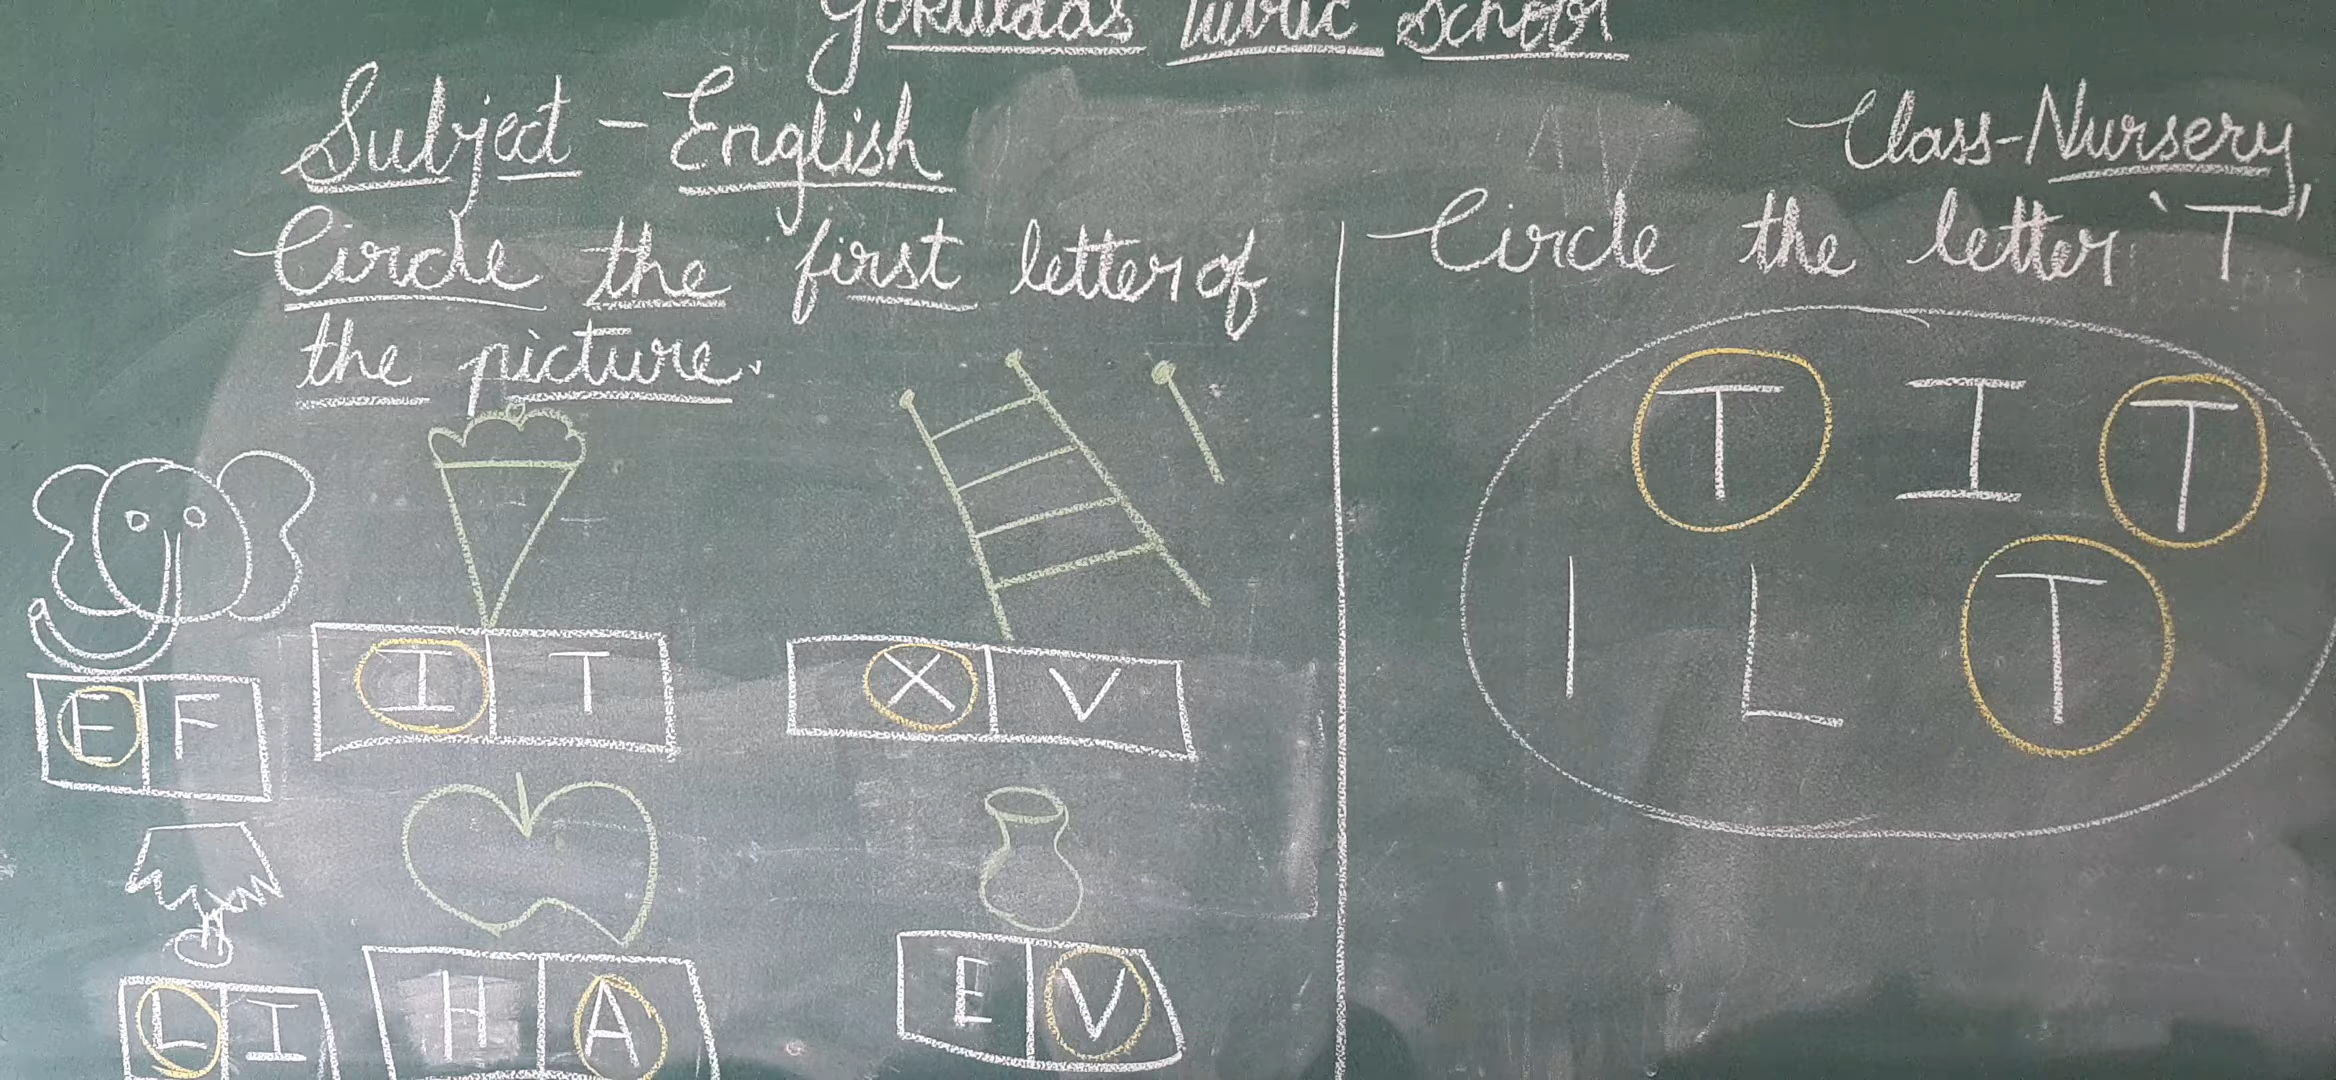 Gokuldas Public School
Subject - English
Class - Nursery
Circle the first letter of
the picture.
E F
I T
X V
L I
H A
E V
Circle the letter 'T'
T I T
I L T